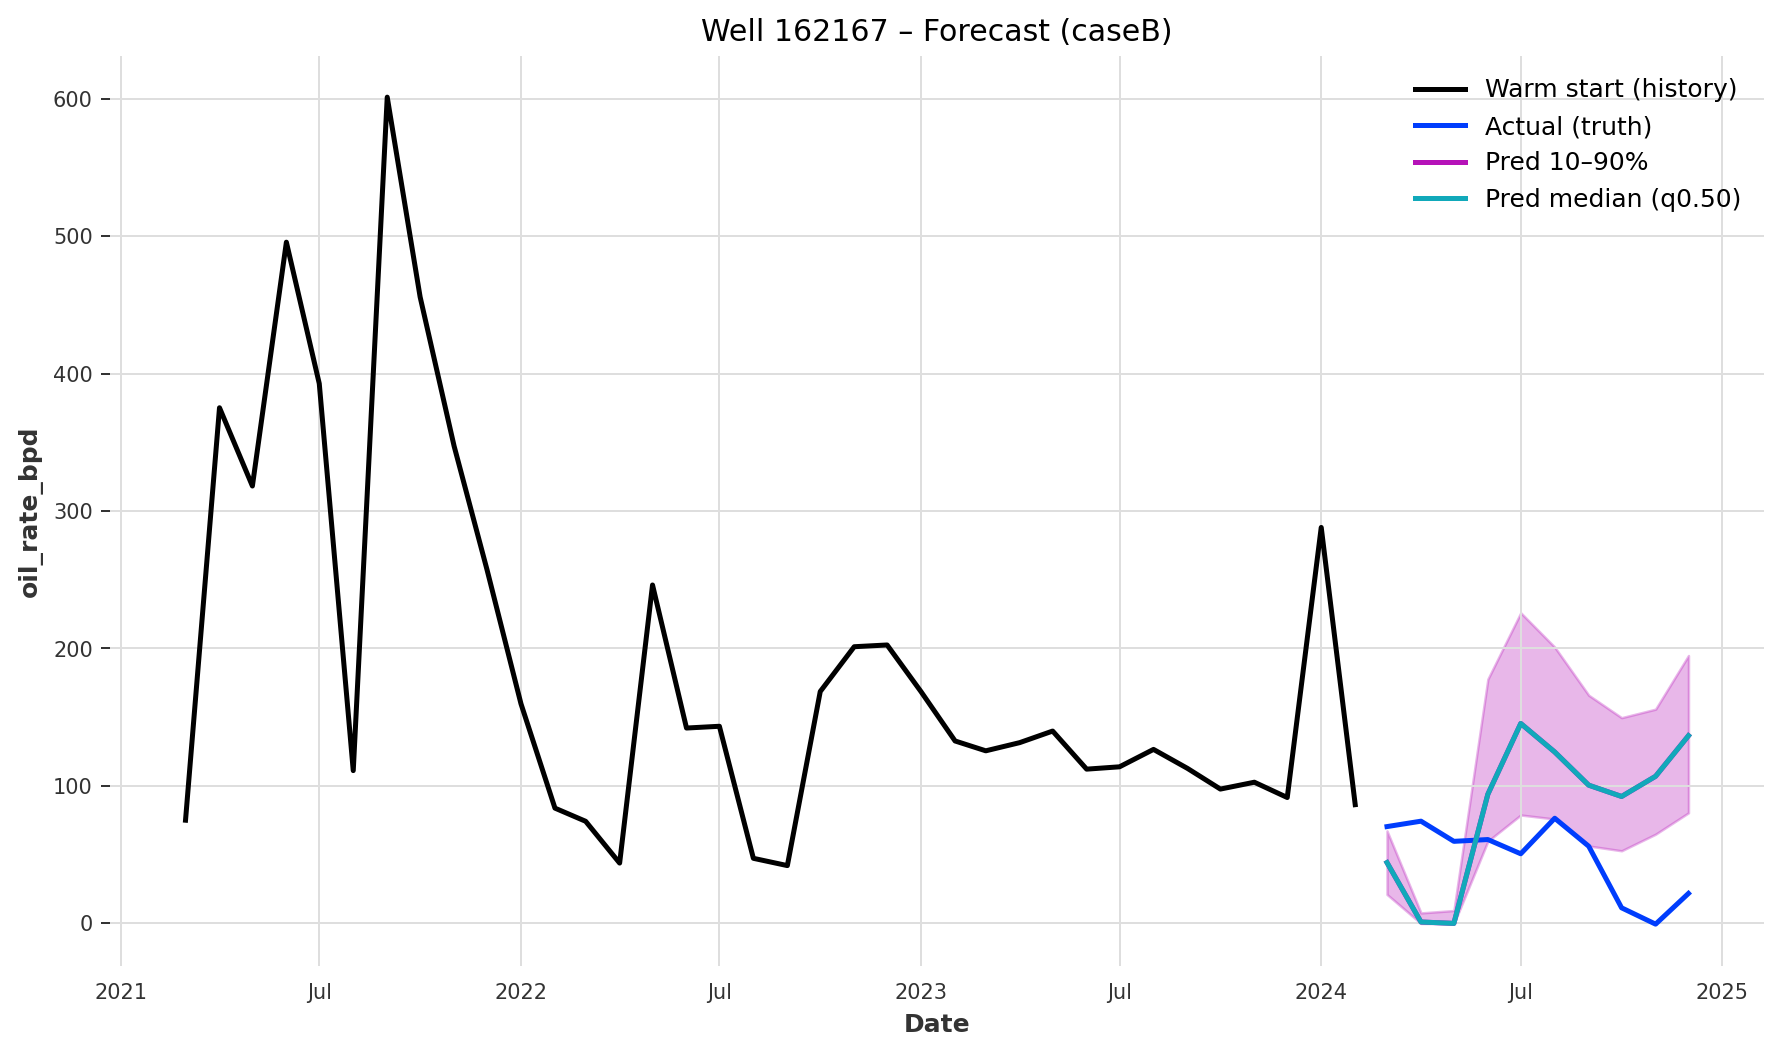 Well 162167 – Forecast (caseB)
Warm start (history)
Actual (truth)
Pred 10–90%
Pred median (q0.50)
oil_rate_bpd
600
500
400
300
200
100
0
2021 Jul 2022 Jul 2023 Jul 2024 Jul 2025
Date